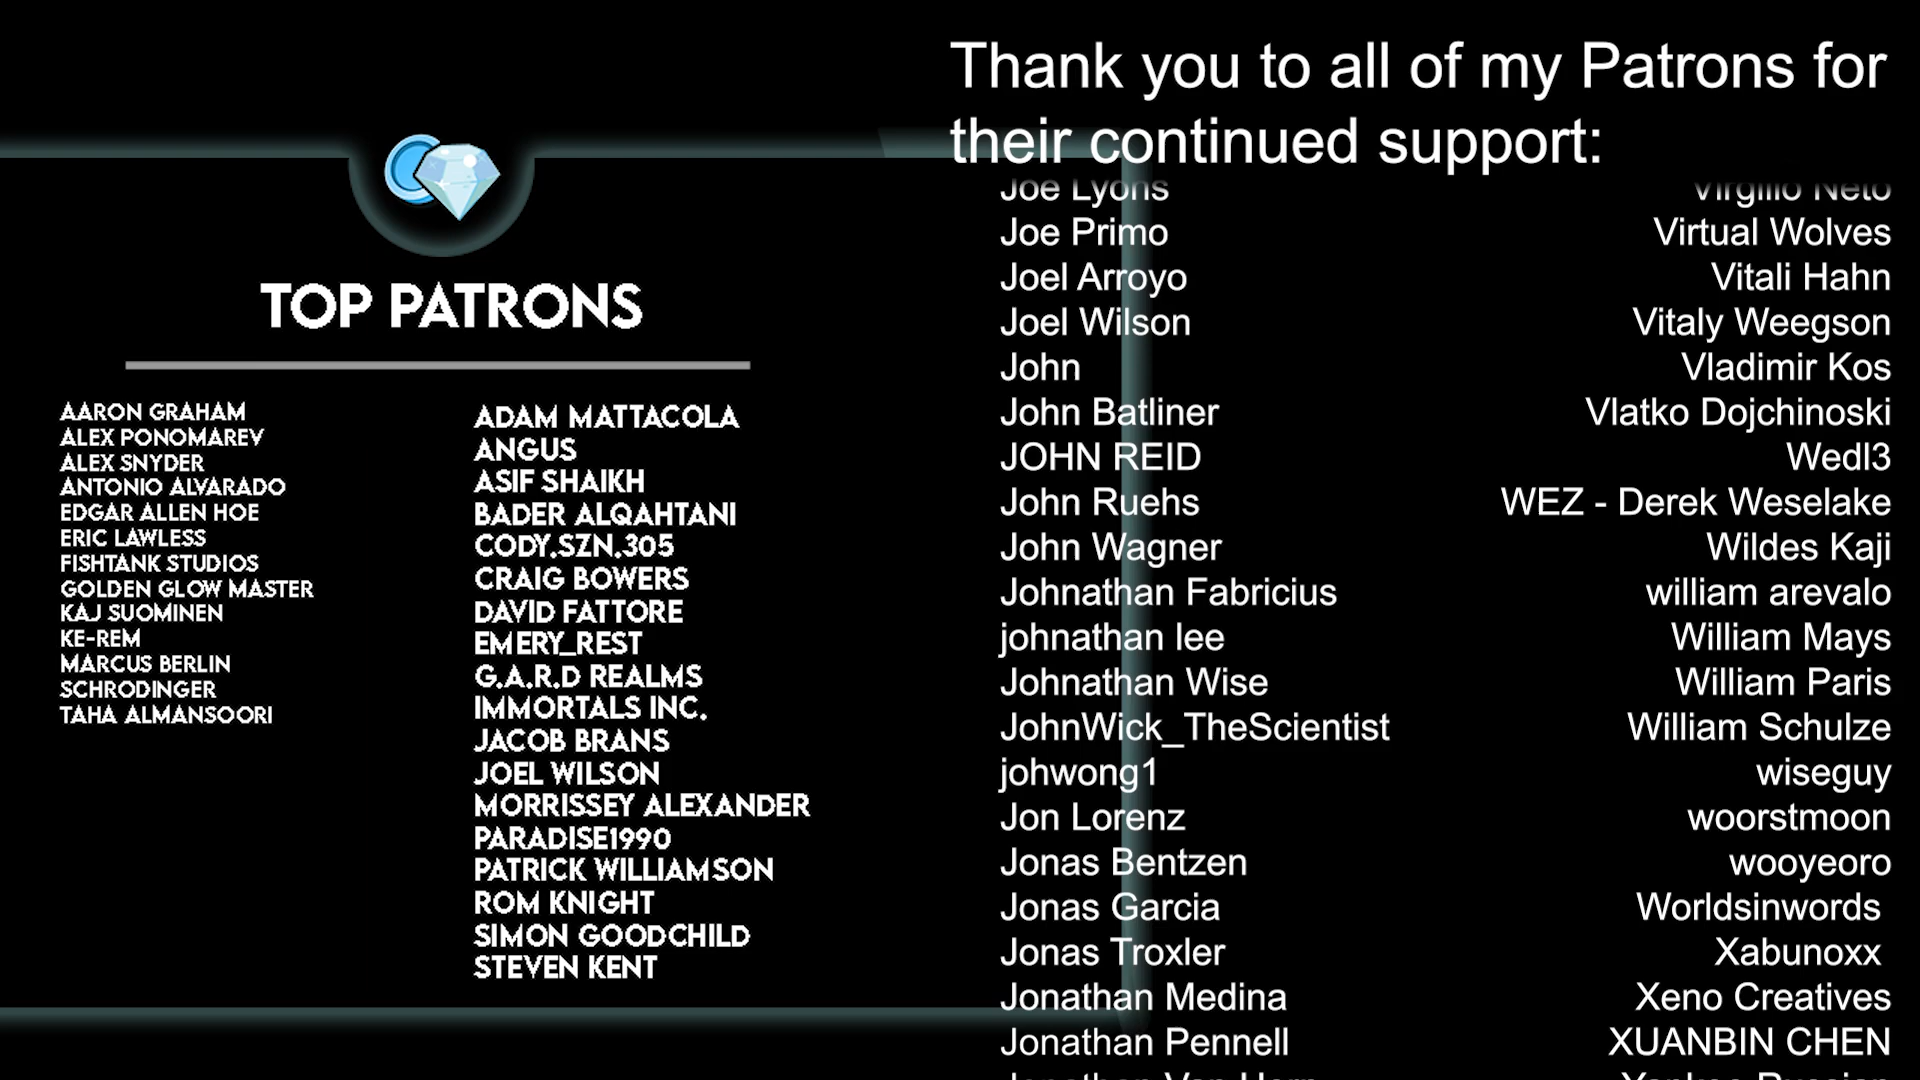 Thank you to all of my Patrons for
their continued support:
TOP PATRONS
AARON GRAHAM
ALEX PONOMAREV
ALEX SNYDER
ANTONIO ALVARADO
EDGAR ALLEN HOE
ERIC LAWLESS
FISHTANK STUDIOS
GOLDEN GLOW MASTER
KAJ SUOMINEN
KE-REM
MARCUS BERLIN
SCHRODINGER
TAHA ALMANSOORI
ADAM MATTACOLA
ANGUS
ASIF SHAIKH
BADER ALQAHTANI
CODY.SZN.305
CRAIG BOWERS
DAVID FATTORE
EMERY_REST
G.A.R.D REALMS
IMMORTALS INC.
JACOB BRANS
JOEL WILSON
MORRISSEY ALEXANDER
PARADISE1990
PATRICK WILLIAMSON
ROM KNIGHT
SIMON GOODCHILD
STEVEN KENT
Joe Lyons
Joe Primo
Joel Arroyo
Joel Wilson
John
John Batliner
JOHN REID
John Ruehs
John Wagner
Johnathan Fabricius
johnathan lee
Johnathan Wise
JohnWick_TheScientist
johwong1
Jon Lorenz
Jonas Bentzen
Jonas Garcia
Jonas Troxler
Jonathan Medina
Jonathan Pennell
Virgilio Neto
Virtual Wolves
Vitali Hahn
Vitaly Weegson
Vladimir Kos
Vlatko Dojchinoski
Wedl3
WEZ - Derek Weselake
Wildes Kaji
william arevalo
William Mays
William Paris
William Schulze
wiseguy
woorstmoon
wooyeoro
Worldsinwords
Xabunoxx
Xeno Creatives
XUANBIN CHEN